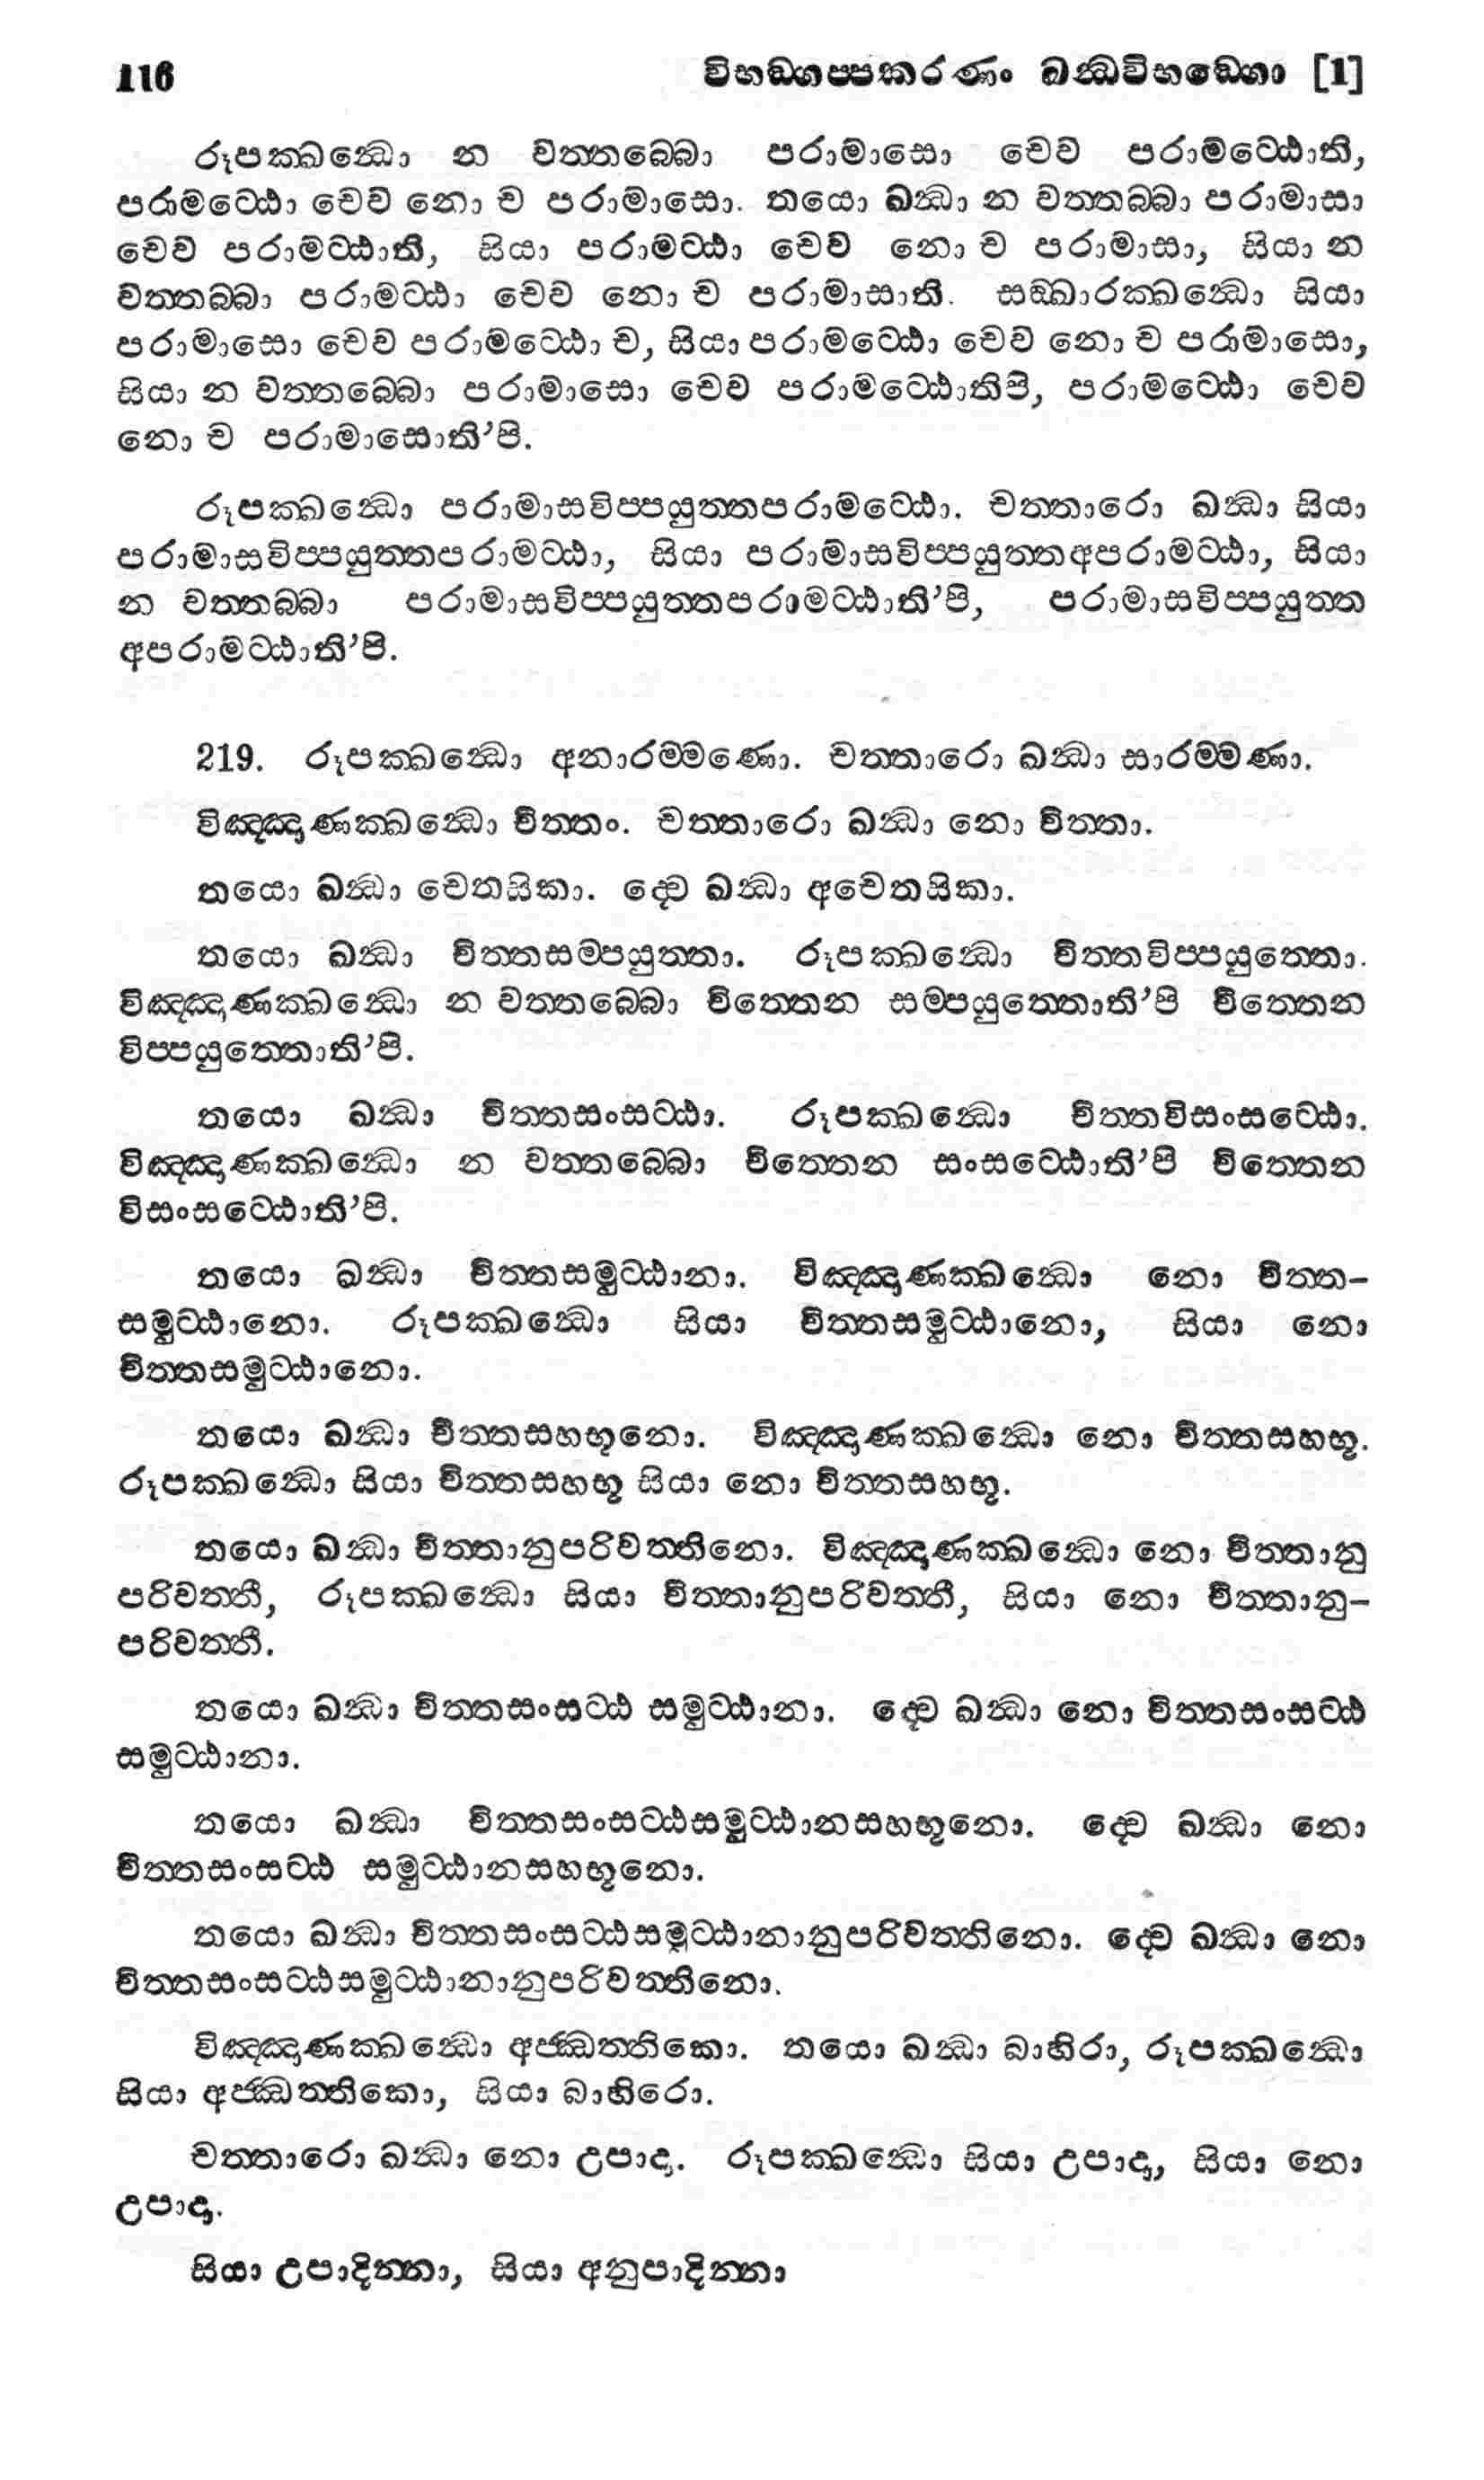 116 විභඞ්ගප්පකරණං ඛන්ධවිභඞ්ගො [1]
රූපක්ඛන්ධො න වත්තබ්බො පරාමාසො චෙව පරාමට්ඨොති,
පරාමට්ඨො චෙව නො ච පරාමාසො. තයො ඛන්ධා න වත්තබ්බා පරාමාසා
චෙව පරාමට්ඨාති, සියා පරාමට්ඨා චෙව නො ච පරාමාසා, සියා න
වත්තබ්බා පරාමට්ඨා චෙව නො ච පරාමාසාති. සඞ්ඛාරක්ඛන්ධො සියා
පරාමාසො චෙව පරාමට්ඨො ච, සියා පරාමට්ඨො චෙව නො ච පරාමාසො,
සියා න වත්තබ්බො පරාමාසො චෙව පරාමට්ඨොතිපි, පරාමට්ඨො චෙව
නො ච පරාමාසොති’පි.
රූපක්ඛන්ධො පරාමාසවිප්පයුත්තපරාමට්ඨො. චත්තාරො ඛන්ධා සියා
පරාමාසවිප්පයුත්තපරාමට්ඨා, සියා පරාමාසවිප්පයුත්තඅපරාමට්ඨා, සියා
න වත්තබ්බා පරාමාසවිප්පයුත්තපරාමට්ඨාති’පි, පරාමාසවිප්පයුත්ත
අපරාමට්ඨාති’පි.
219. රූපක්ඛන්ධො අනාරම්මණො. චත්තාරො ඛන්ධා සාරම්මණා.
විඤ්ඤාණක්ඛන්ධො චිත්තං. චත්තාරො ඛන්ධා නො චිත්තා.
තයො ඛන්ධා චෙතසිකා. ද්වෙ ඛන්ධා අචෙතසිකා.
තයො ඛන්ධා චිත්තසම්පයුත්තා. රූපක්ඛන්ධො චිත්තවිප්පයුත්තො.
විඤ්ඤාණක්ඛන්ධො න වත්තබ්බො චිත්තෙන සම්පයුත්තොති’පි චිත්තෙන
විප්පයුත්තොති’පි.
තයො ඛන්ධා චිත්තසංසට්ඨා. රූපක්ඛන්ධො චිත්තවිසංසට්ඨො.
විඤ්ඤාණක්ඛන්ධො න වත්තබ්බො චිත්තෙන සංසට්ඨොති’පි චිත්තෙන
විසංසට්ඨොති’පි.
තයො ඛන්ධා චිත්තසමුට්ඨානා. විඤ්ඤාණක්ඛන්ධො නො චිත්ත-
සමුට්ඨානො. රූපක්ඛන්ධො සියා චිත්තසමුට්ඨානො, සියා නො
චිත්තසමුට්ඨානො.
තයො ඛන්ධා චිත්තසහභූනො. විඤ්ඤාණක්ඛන්ධො නො චිත්තසහභූ.
රූපක්ඛන්ධො සියා චිත්තසහභූ සියා නො චිත්තසහභූ.
තයො ඛන්ධා චිත්තානුපරිවත්තිනො. විඤ්ඤාණක්ඛන්ධො නො චිත්තානු
පරිවත්තී, රූපක්ඛන්ධො සියා චිත්තානුපරිවත්තී, සියා නො චිත්තානු-
පරිවත්තී.
තයො ඛන්ධා චිත්තසංසට්ඨ සමුට්ඨානා. ද්වෙ ඛන්ධා නො චිත්තසංසට්ඨ
සමුට්ඨානා.
තයො ඛන්ධා චිත්තසංසට්ඨසමුට්ඨානසහභූනො. ද්වෙ ඛන්ධා නො
චිත්තසංසට්ඨ සමුට්ඨානසහභූනො.
තයො ඛන්ධා චිත්තසංසට්ඨසමුට්ඨානානුපරිවත්තිනො. ද්වෙ ඛන්ධා නො
චිත්තසංසට්ඨසමුට්ඨානානුපරිවත්තිනො.
විඤ්ඤාණක්ඛන්ධො අජ්ඣත්තිකො. තයො ඛන්ධා බාහිරා, රූපක්ඛන්ධො
සියා අජ්ඣත්තිකො, සියා බාහිරො.
චත්තාරො ඛන්ධා නො උපාදා. රූපක්ඛන්ධො සියා උපාදා, සියා නො
උපාදා.
සියා උපාදින්නා, සියා අනුපාදින්නා